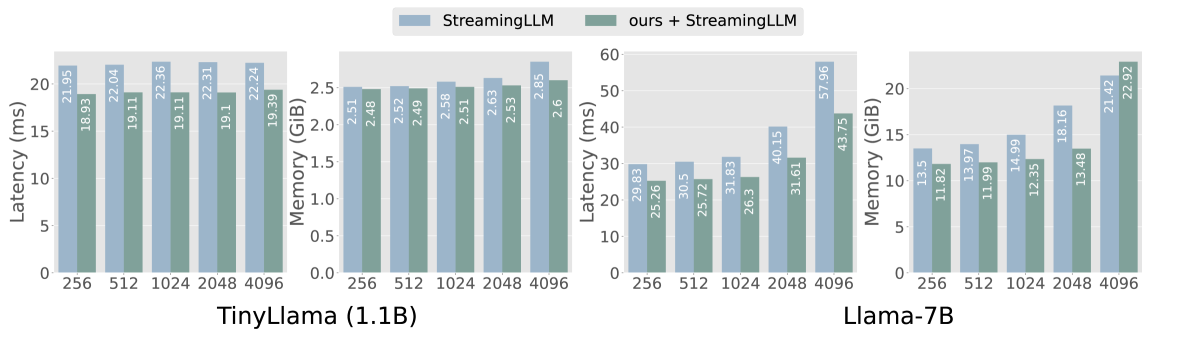 StreamingLLM ours + StreamingLLM
Latency (ms)
20
15
10
5
0
21.95 18.93 22.04 19.11 22.36 19.11 22.31 19.1 22.24 19.39
256 512 1024 2048 4096
Memory (GiB)
2.5
2.0
1.5
1.0
0.5
0.0
2.51 2.48 2.52 2.49 2.58 2.51 2.63 2.53 2.85 2.6
256 512 1024 2048 4096
TinyLlama (1.1B)
Latency (ms)
60
50
40
30
20
10
0
29.83 25.26 30.5 25.72 31.83 26.3 40.15 31.61 57.96 43.75
256 512 1024 2048 4096
Memory (GiB)
20
15
10
5
0
13.5 11.82 13.97 11.99 14.99 12.35 18.16 13.48 21.42 22.92
256 512 1024 2048 4096
Llama-7B